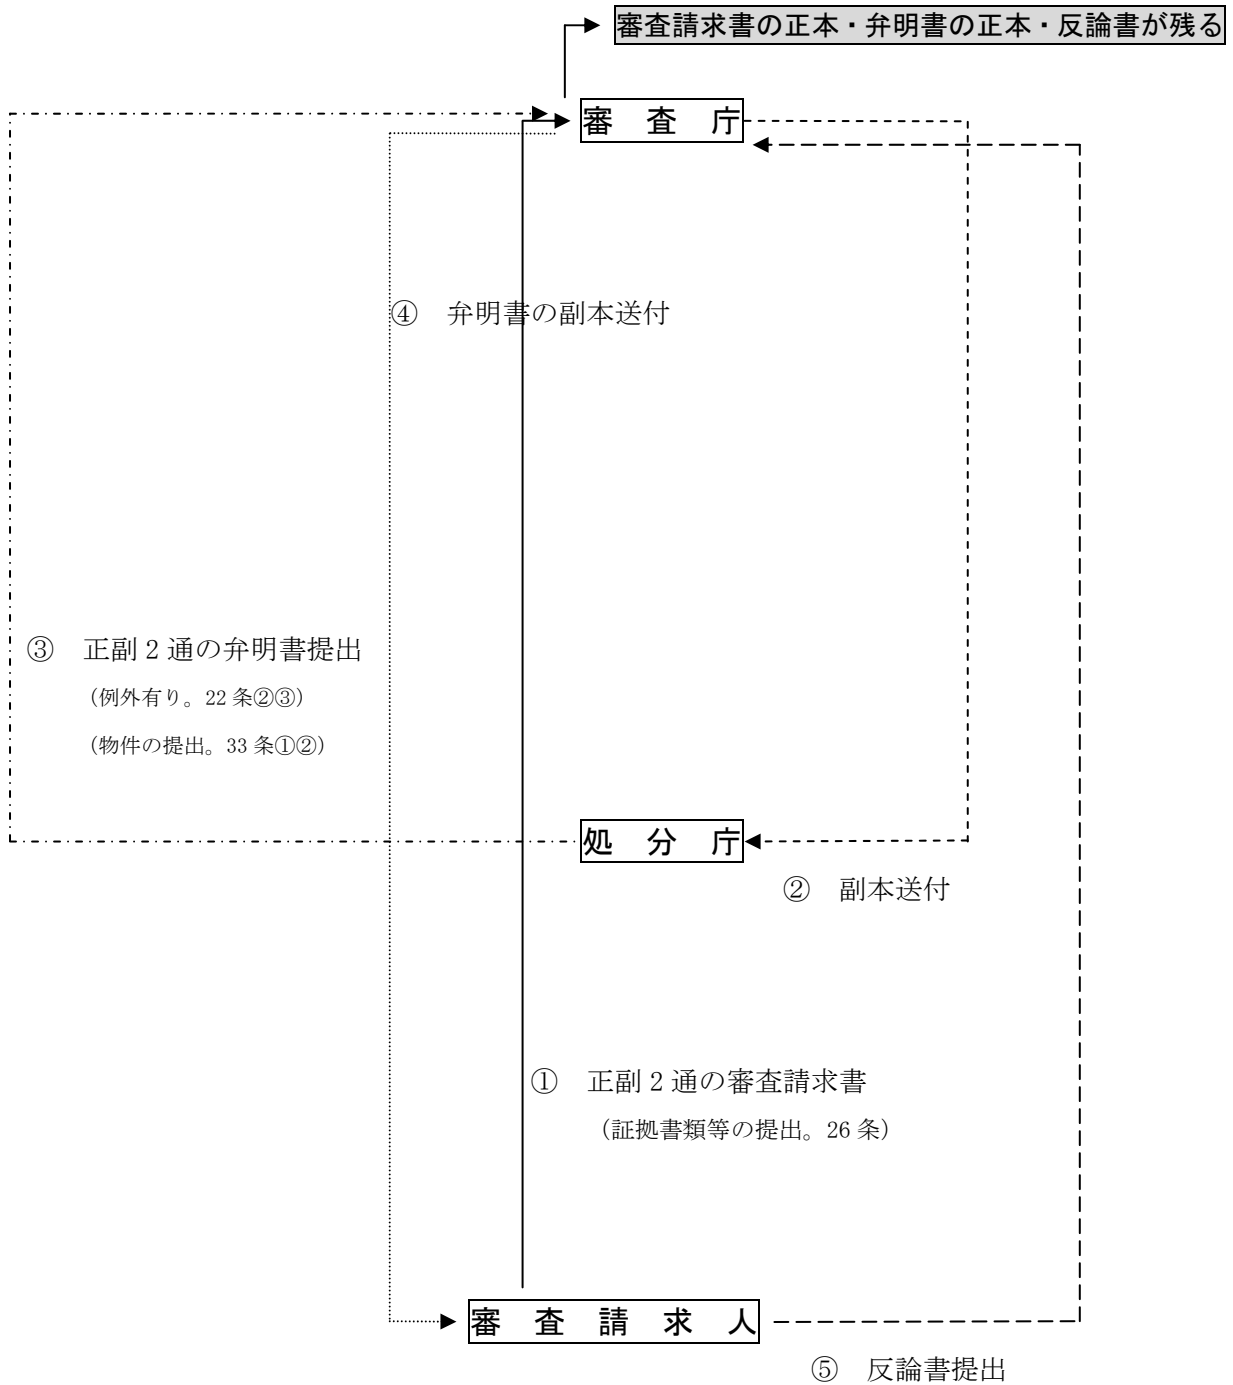 審査請求書の正本・弁明書の正本・反論書が残る
審　査　庁
④　弁明書の副本送付
③　正副２通の弁明書提出
（例外有り。22 条②③）
（物件の提出。33 条①②）
処　分　庁
②　副本送付
①　正副２通の審査請求書
（証拠書類等の提出。26 条）
審　査　請　求　人
⑤　反論書提出